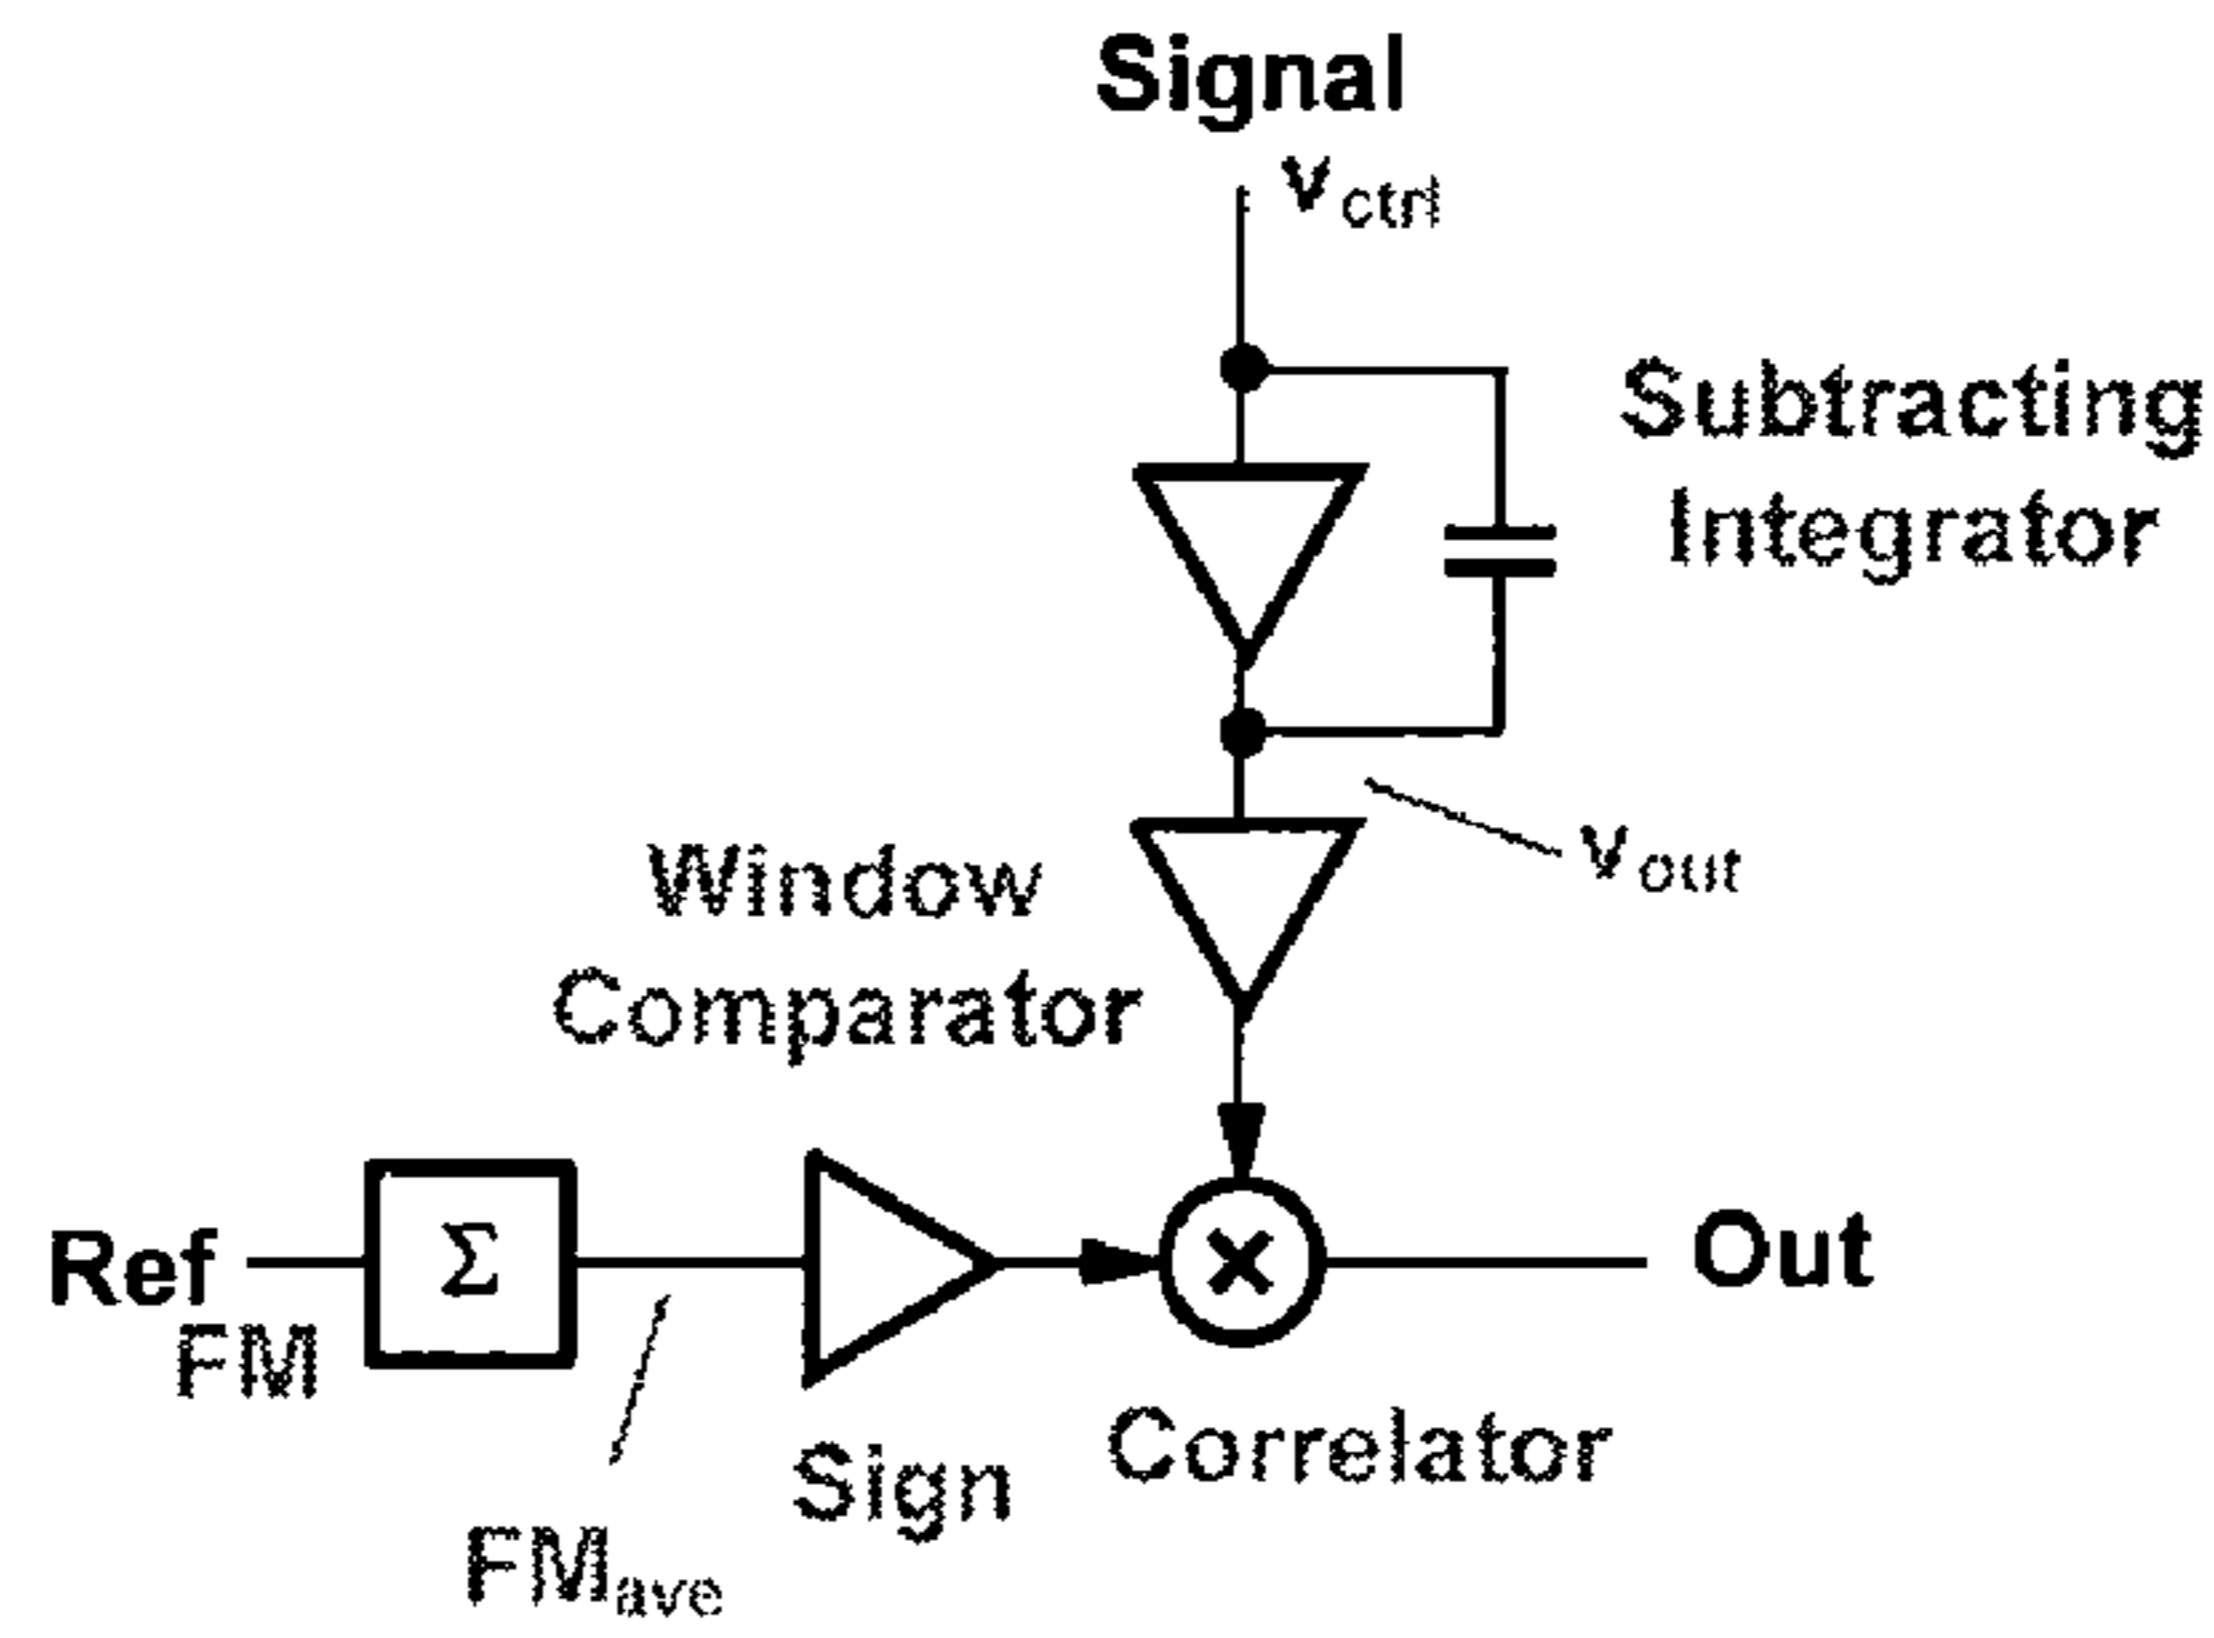 Signal
vctrl
Subtracting
Integrator
vout
Window
Comparator
Ref
FM
Σ
×
Out
Correlator
Sign
FMave